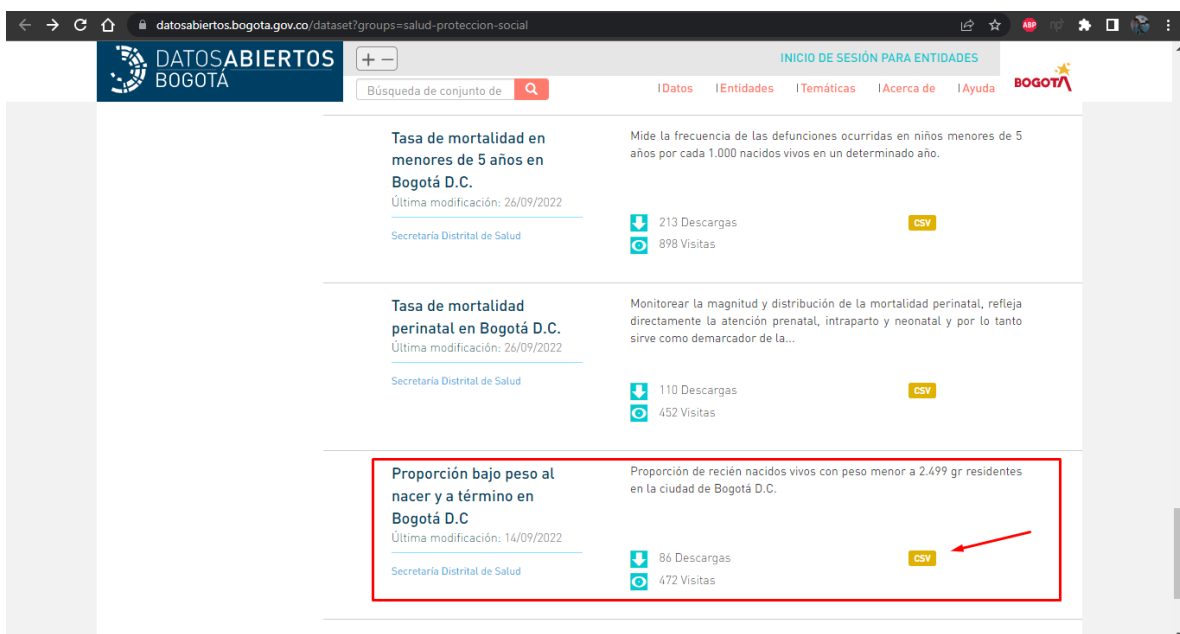 datosabiertos.bogota.gov.co/dataset?groups=salud-proteccion-social
ABP
DATOSABIERTOS
BOGOTÁ
INICIO DE SESIÓN PARA ENTIDADES
Búsqueda de conjunto de
|Datos |Entidades |Temáticas |Acerca de |Ayuda
BOGOTÁ
Tasa de mortalidad en
menores de 5 años en
Bogotá D.C.
Última modificación: 26/09/2022
Secretaría Distrital de Salud
Mide la frecuencia de las defunciones ocurridas en niños menores de 5
años por cada 1.000 nacidos vivos en un determinado año.
213 Descargas
CSV
898 Visitas
Tasa de mortalidad
perinatal en Bogotá D.C.
Última modificación: 26/09/2022
Secretaría Distrital de Salud
Monitorear la magnitud y distribución de la mortalidad perinatal, refleja
directamente la atención prenatal, intraparto y neonatal y por lo tanto
sirve como demarcador de la...
110 Descargas
CSV
452 Visitas
Proporción bajo peso al
nacer y a término en
Bogotá D.C
Última modificación: 14/09/2022
Secretaría Distrital de Salud
Proporción de recién nacidos vivos con peso menor a 2.499 gr residentes
en la ciudad de Bogotá D.C.
86 Descargas
CSV
472 Visitas